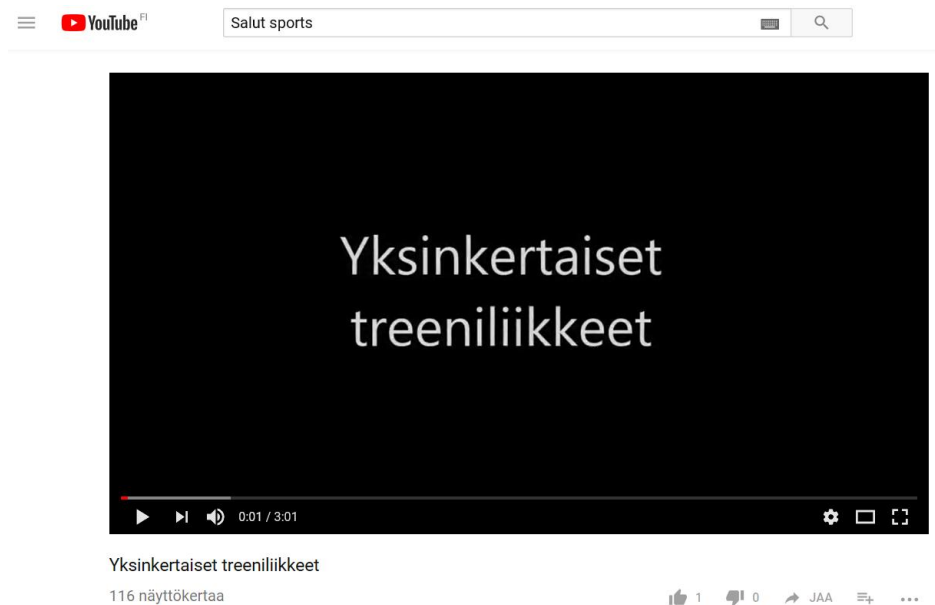 YouTube FI
Salut sports
Yksinkertaiset
treeniliikkeet
0:01 / 3:01
Yksinkertaiset treeniliikkeet
116 näyttökertaa
1
0
JAA